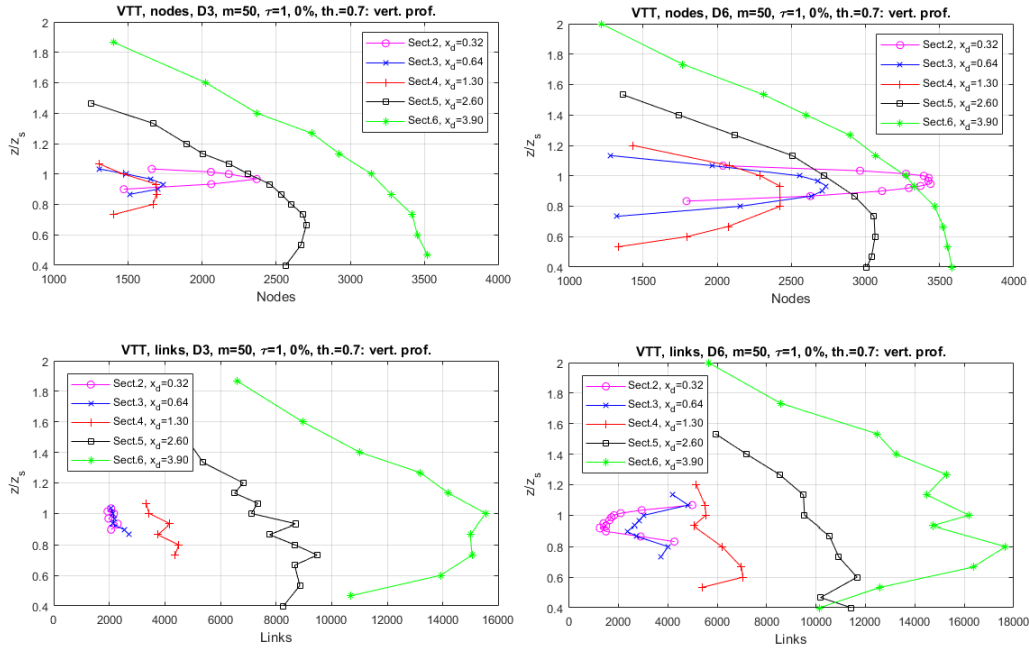 VTT, nodes, D3, m=50, τ=1, 0%, th.=0.7: vert. prof.
2
1.8
1.6
1.4
1.2
1
0.8
0.6
0.4
z/z_s
Sect.2, x_d=0.32
Sect.3, x_d=0.64
Sect.4, x_d=1.30
Sect.5, x_d=2.60
Sect.6, x_d=3.90
1000 1500 2000 2500 3000 3500 4000
Nodes
VTT, nodes, D6, m=50, τ=1, 0%, th.=0.7: vert. prof.
2
1.8
1.6
1.4
1.2
1
0.8
0.6
0.4
z/z_s
Sect.2, x_d=0.32
Sect.3, x_d=0.64
Sect.4, x_d=1.30
Sect.5, x_d=2.60
Sect.6, x_d=3.90
1000 1500 2000 2500 3000 3500 4000
Nodes
VTT, links, D3, m=50, τ=1, 0%, th.=0.7: vert. prof.
2
1.8
1.6
1.4
1.2
1
0.8
0.6
0.4
z/z_s
Sect.2, x_d=0.32
Sect.3, x_d=0.64
Sect.4, x_d=1.30
Sect.5, x_d=2.60
Sect.6, x_d=3.90
0 2000 4000 6000 8000 10000 12000 14000 16000
Links
VTT, links, D6, m=50, τ=1, 0%, th.=0.7: vert. prof.
2
1.8
1.6
1.4
1.2
1
0.8
0.6
0.4
z/z_s
Sect.2, x_d=0.32
Sect.3, x_d=0.64
Sect.4, x_d=1.30
Sect.5, x_d=2.60
Sect.6, x_d=3.90
0 2000 4000 6000 8000 10000 12000 14000 16000 18000
Links